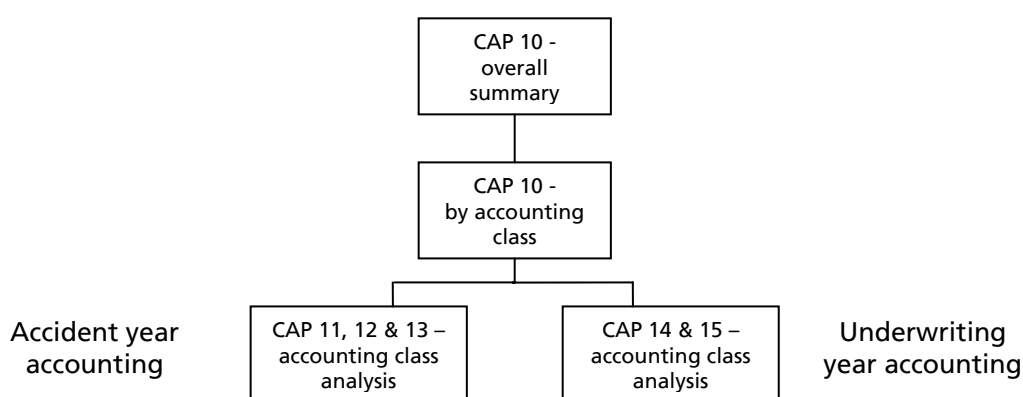 CAP 10 -
overall
summary
CAP 10 -
by accounting
class
Accident year
accounting
CAP 11, 12 & 13 –
accounting class
analysis
CAP 14 & 15 –
accounting class
analysis
Underwriting
year accounting